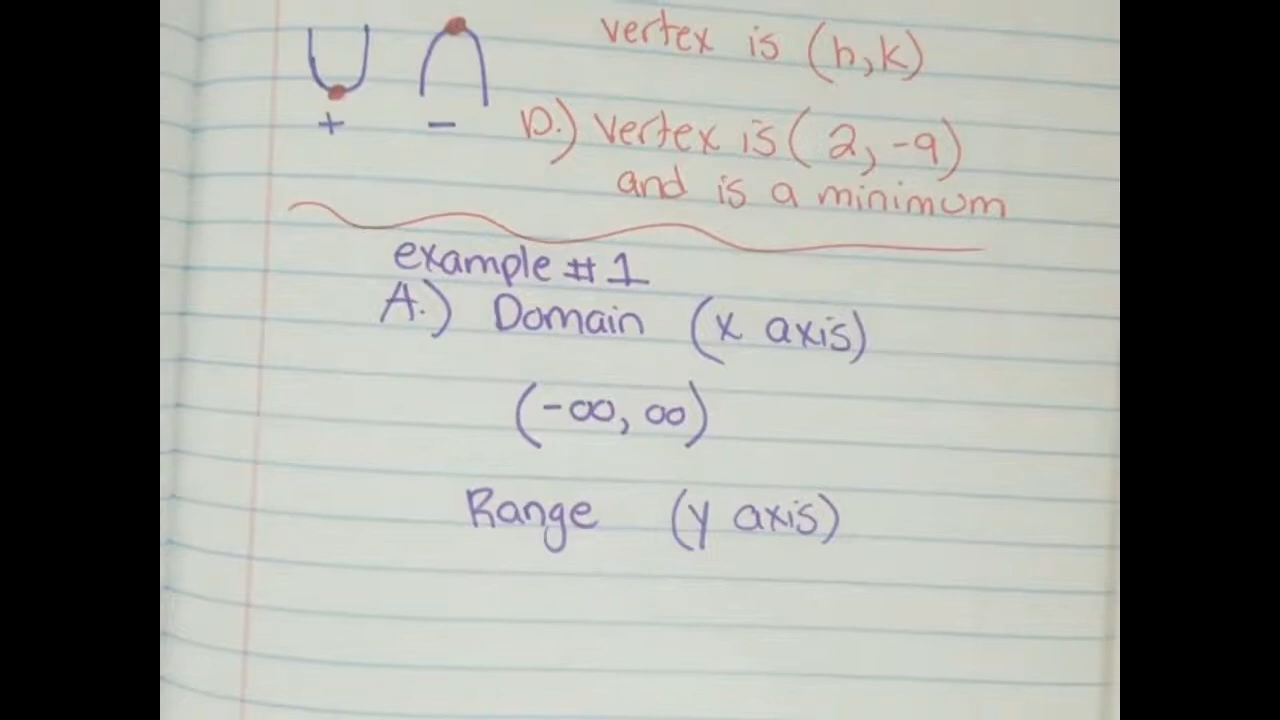 vertex is (h,k)
+ −
D.) vertex is (2, -9)
and is a minimum
example #1
A.) Domain (x axis)
(-∞, ∞)
Range (y axis)